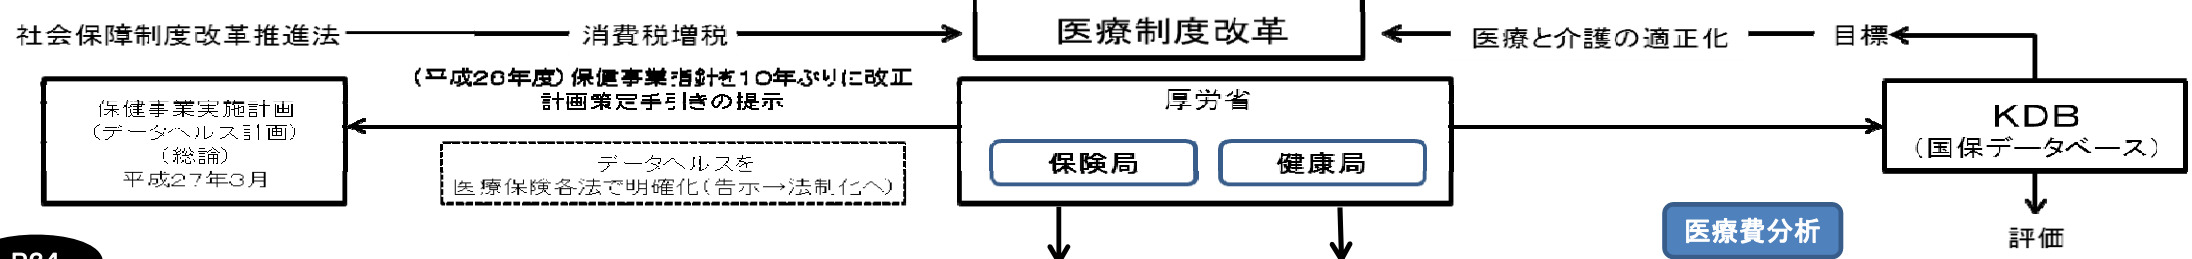 社会保障制度改革推進法
消費税増税
医療制度改革
医療と介護の適正化
目標
(平成26年度)保健事業指針を10年ぶりに改正
計画策定手引きの提示
保健事業実施計画
(データヘルス計画)
(総論)
平成27年3月
データヘルスを
医療保険各法で明確化(告示→法制化へ)
厚労省
保険局
健康局
KDB
(国保データベース)
医療費分析
評価